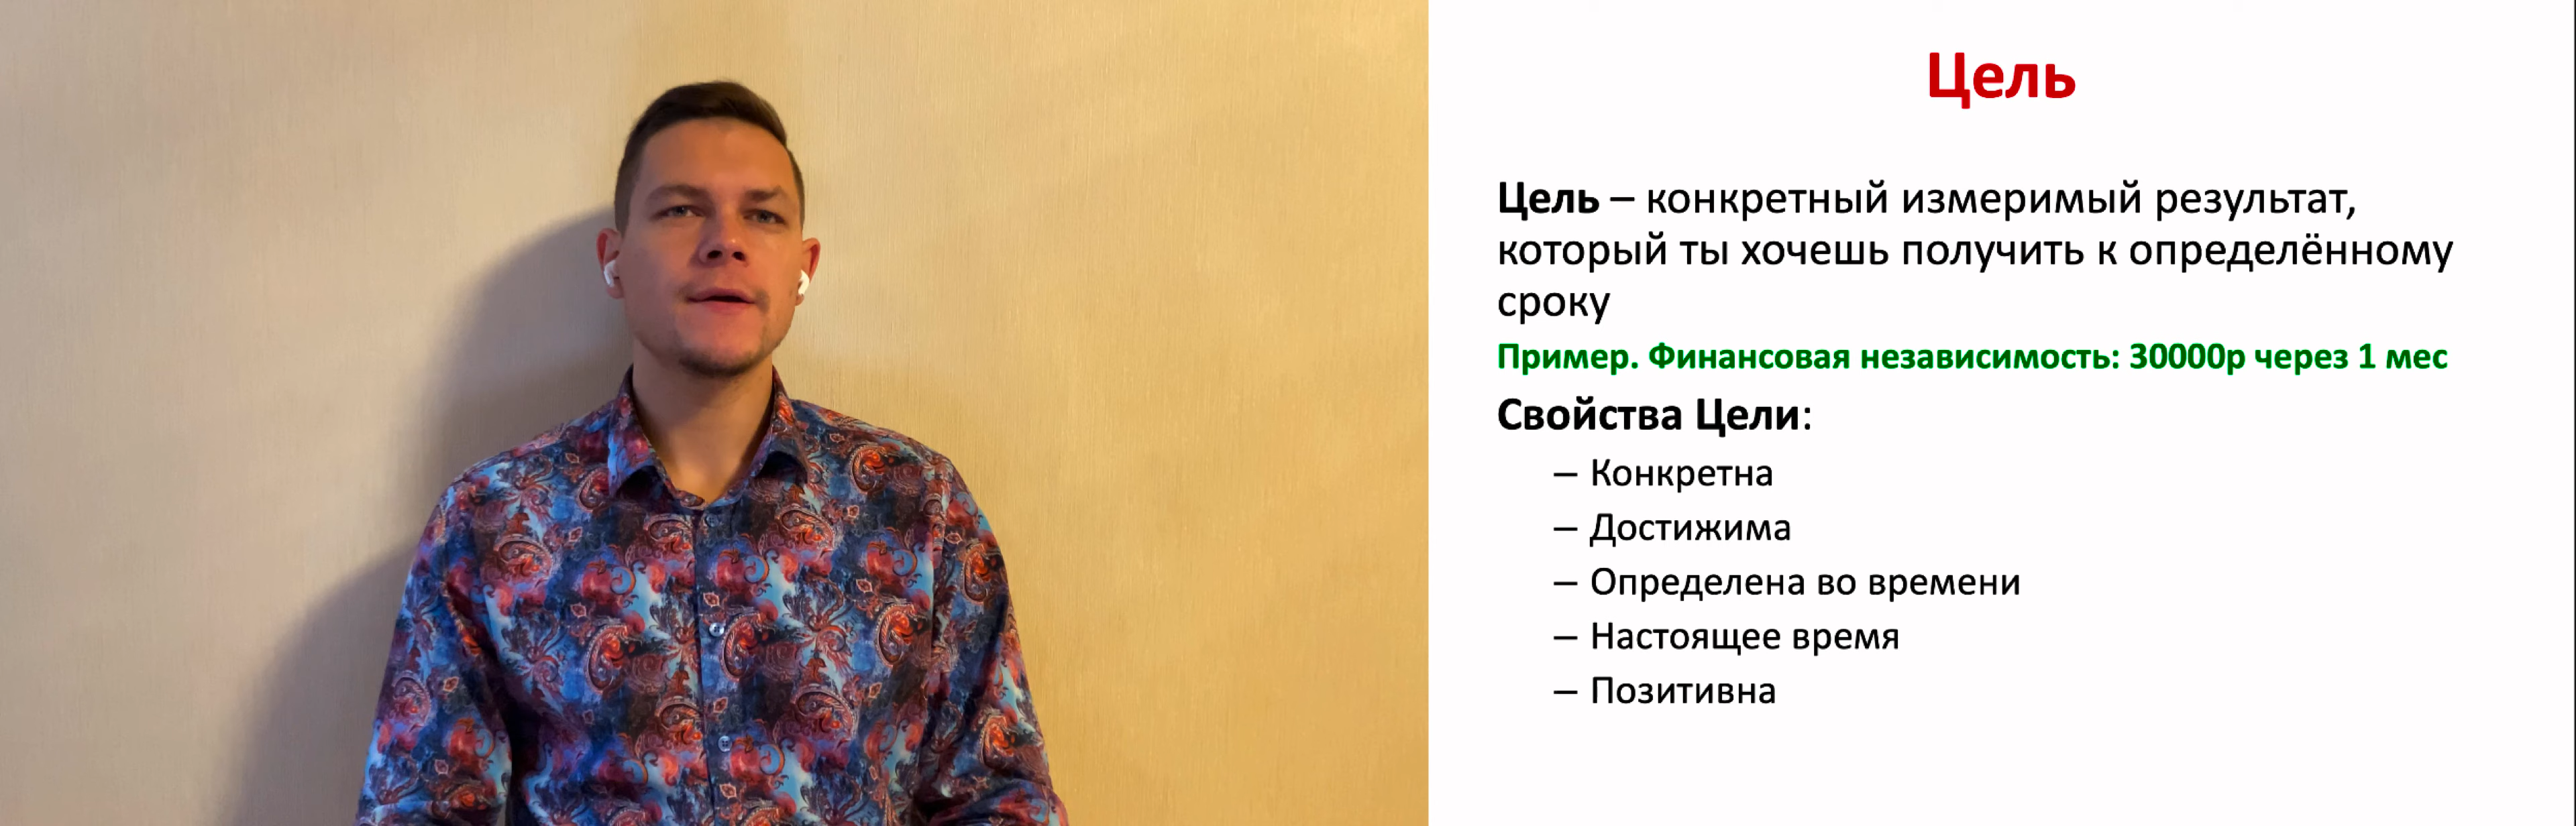 Цель
Цель – конкретный измеримый результат,
который ты хочешь получить к определённому
сроку
Пример. Финансовая независимость: 30000р через 1 мес
Свойства Цели:
– Конкретна
– Достижима
– Определена во времени
– Настоящее время
– Позитивна